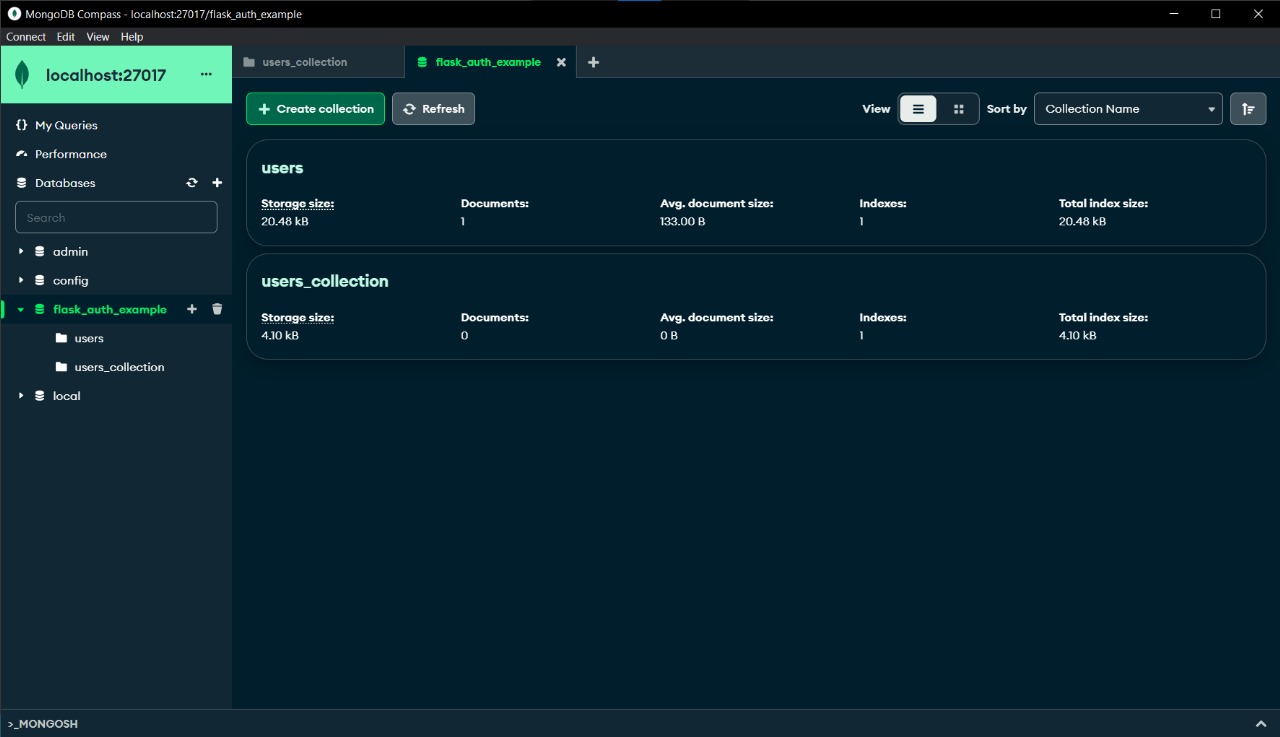 MongoDB Compass - localhost:27017/flask_auth_example
Connect Edit View Help
localhost:27017 ...
users_collection
flask_auth_example
{} My Queries
Performance
Databases
Search
admin
config
flask_auth_example
users
users_collection
local
Create collection
Refresh
View
Sort by
Collection Name
users
Storage size: Documents: Avg. document size: Indexes: Total index size:
20.48 kB 1 133.00 B 1 20.48 kB
users_collection
Storage size: Documents: Avg. document size: Indexes: Total index size:
4.10 kB 0 0 B 1 4.10 kB
>_MONGOSH